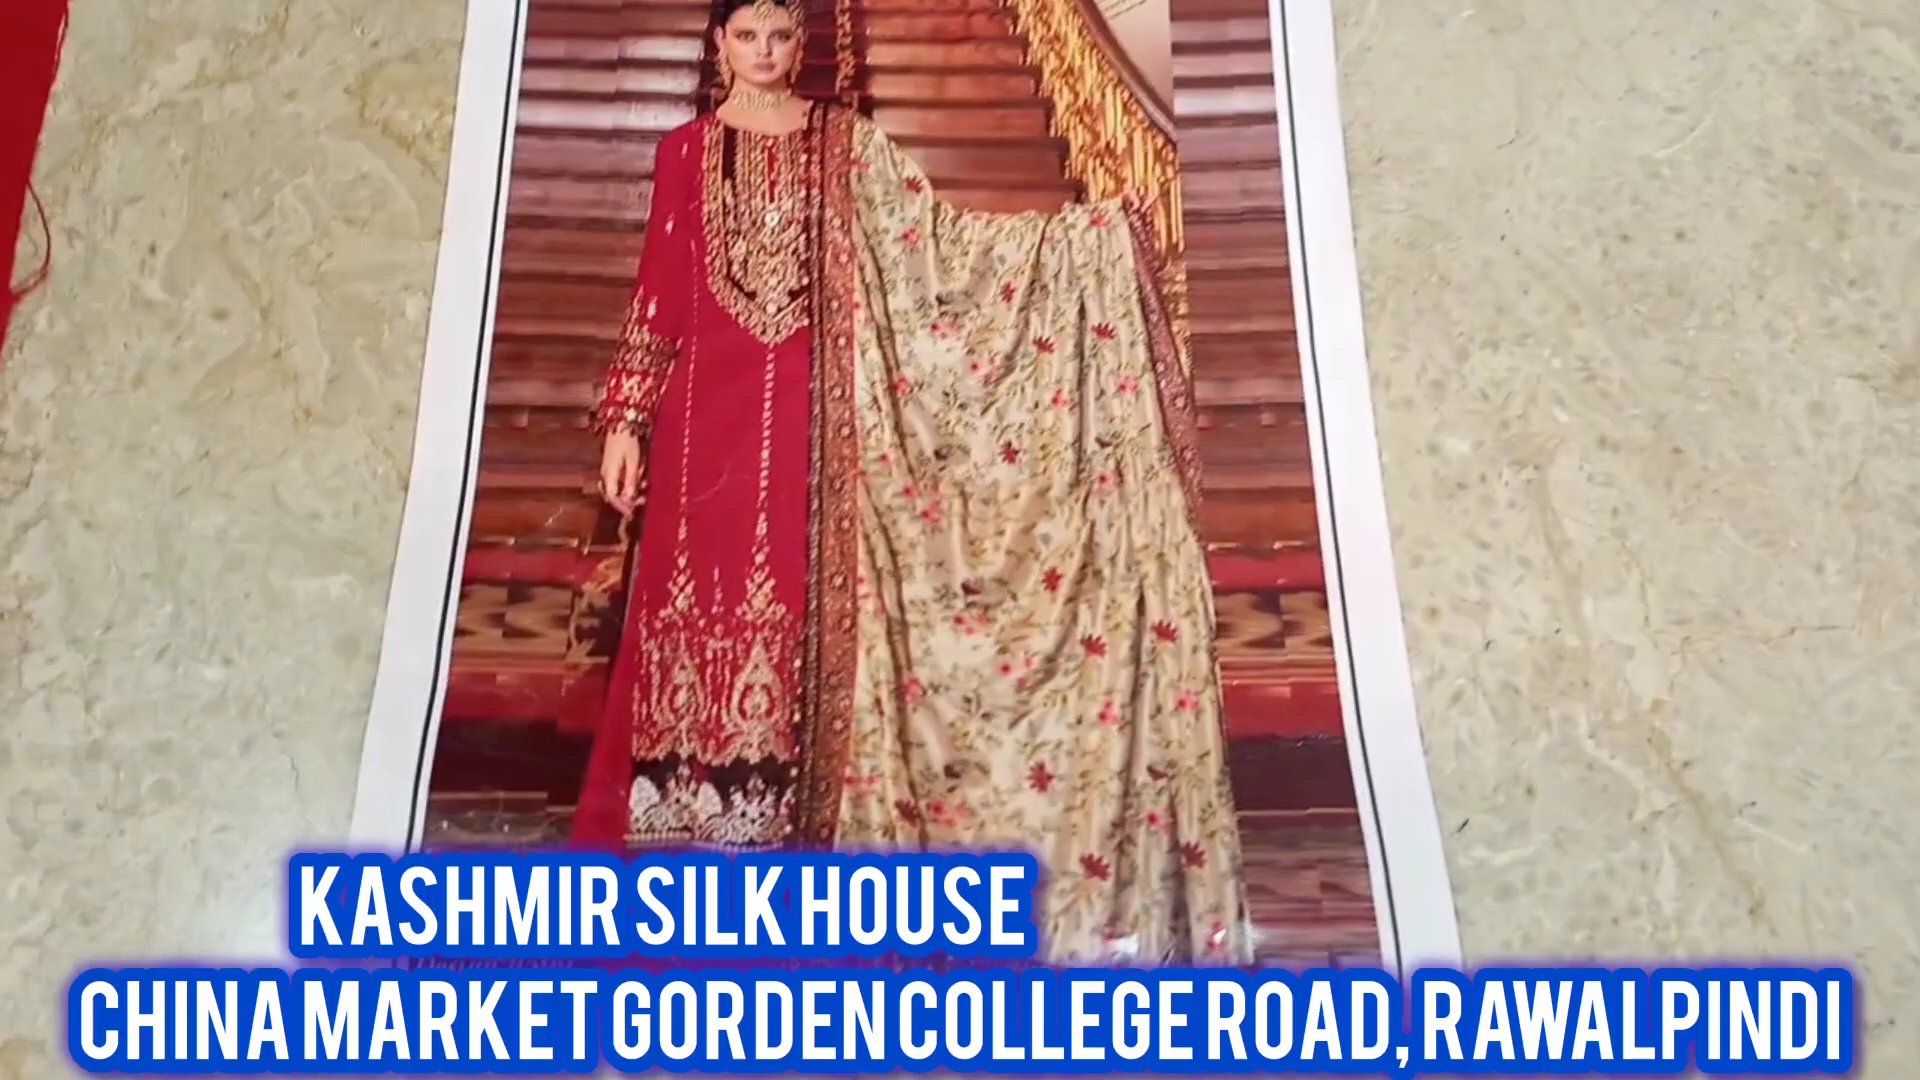 KASHMIR SILK HOUSE
CHINA MARKET GORDEN COLLEGE ROAD, RAWALPINDI